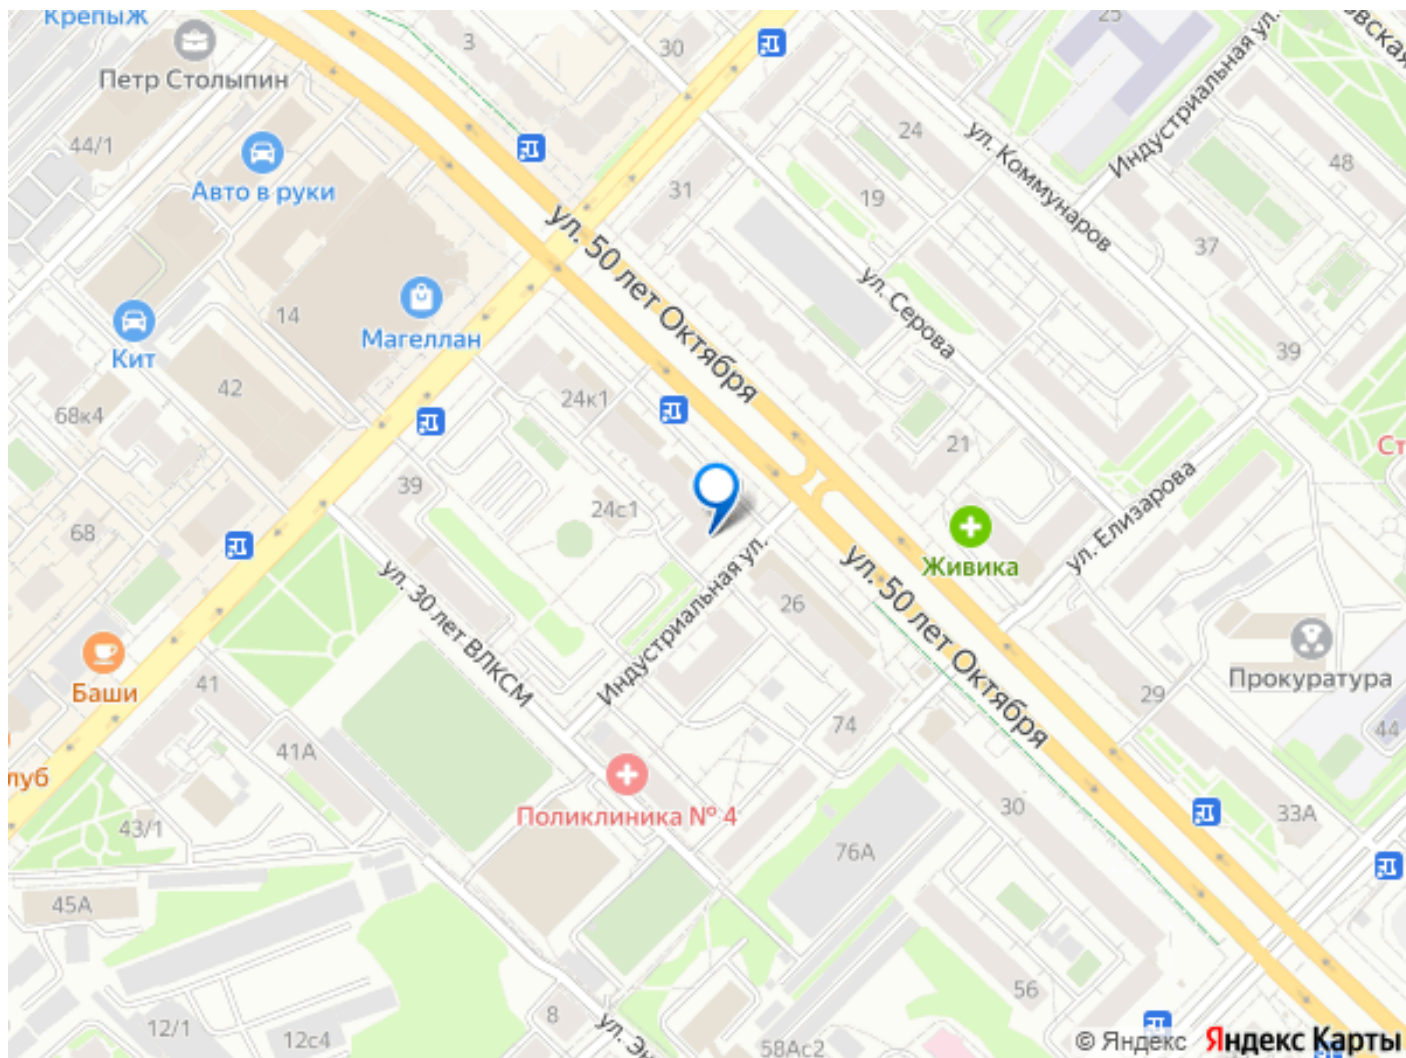 Крепыж
Петр Столыпин
3
30
25
Индустриальная ул.
44/1
Авто в руки
24
ул. Коммунаров
48
31
19
37
ул. 50 лет Октября
ул. Серова
14
Магеллан
Кит
42
39
68к4
24к1
21
Ст
39
24с1
ул. Елизарова
68
Живика
ул. 30 лет ВЛКСМ
Индустриальная ул.
26
ул. 50 лет Октября
Баши
41
Прокуратура
29
74
44
41А
луб
Поликлиника № 4
43/1
30
33А
76А
45А
56
12/1
12с4
8
58Ас2
© Яндекс Яндекс Карты